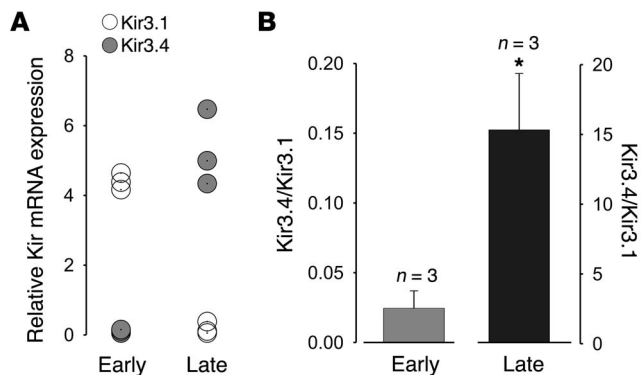 A
Kir3.1
Kir3.4
Relative Kir mRNA expression
8
6
4
2
0
Early
Late
B
Kir3.4/Kir3.1
0.20
0.15
0.10
0.05
0.00
n = 3
n = 3
*
Early
Late
20
15
10
5
0
Kir3.4/Kir3.1